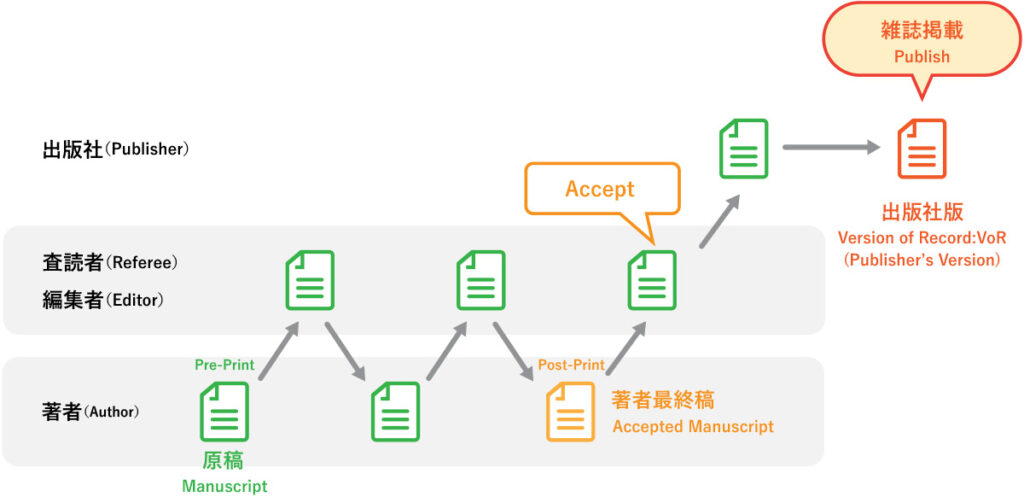 雑誌掲載
Publish
出版社(Publisher)
Accept
出版社版
Version of Record:VoR
(Publisher's Version)
査読者(Referee)
編集者(Editor)
Pre-Print
Post-Print
著者(Author)
著者最終稿
Accepted Manuscript
原稿
Manuscript